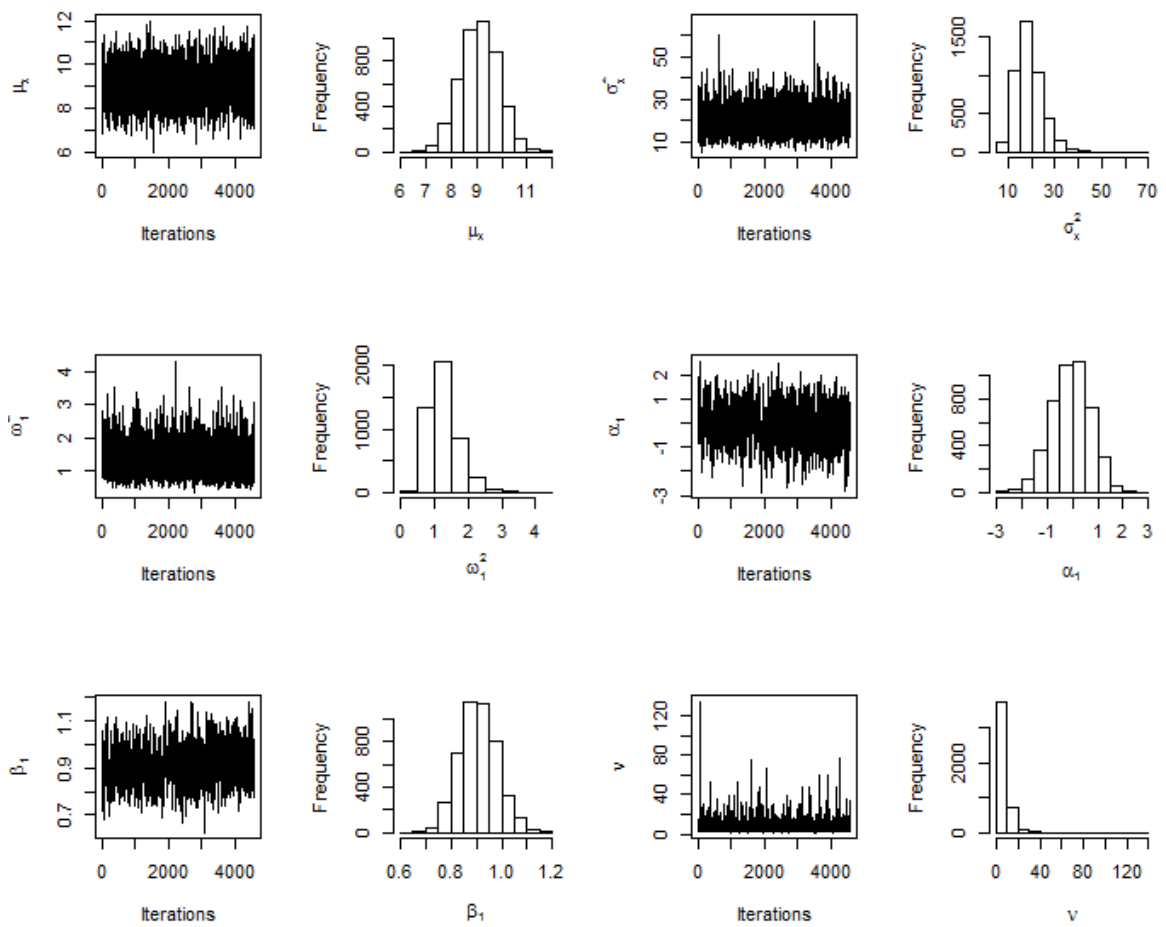 μx
6 8 10 12
0 2000 4000
Iterations
Frequency
0 400 800
6 7 8 9 11
μx
σx²
10 30 50
0 2000 4000
Iterations
Frequency
0 500 1500
10 30 50 70
σx²
ω1
1 2 3 4
0 2000 4000
Iterations
Frequency
0 1000 2000
0 1 2 3 4
ω1²
α1
-3 -1 1 2
0 2000 4000
Iterations
Frequency
0 400 800
-3 -1 1 2 3
α1
β1
0.7 0.9 1.1
0 2000 4000
Iterations
Frequency
0 400 800
0.6 0.8 1.0 1.2
β1
ν
0 40 80 120
0 2000 4000
Iterations
Frequency
0 2000
0 40 80 120
ν